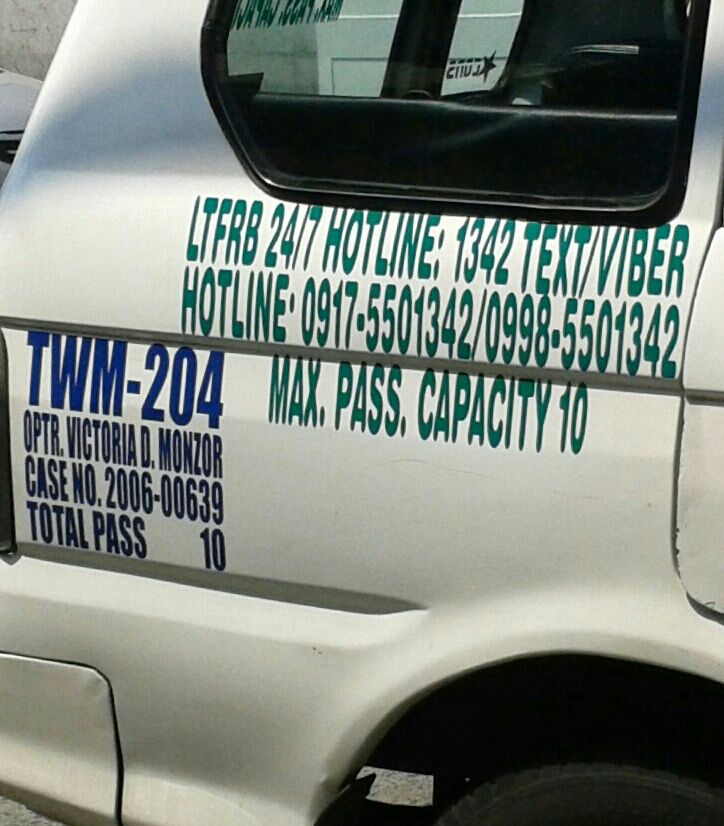 LTFRB 24/7 HOTLINE: 1342 TEXT/VIBER
HOTLINE: 0917-5501342/0998-5501342
MAX. PASS. CAPACITY 10
TWM-204
OPTR. VICTORIA D. MONZOR
CASE NO. 2006-00639
TOTAL PASS 10